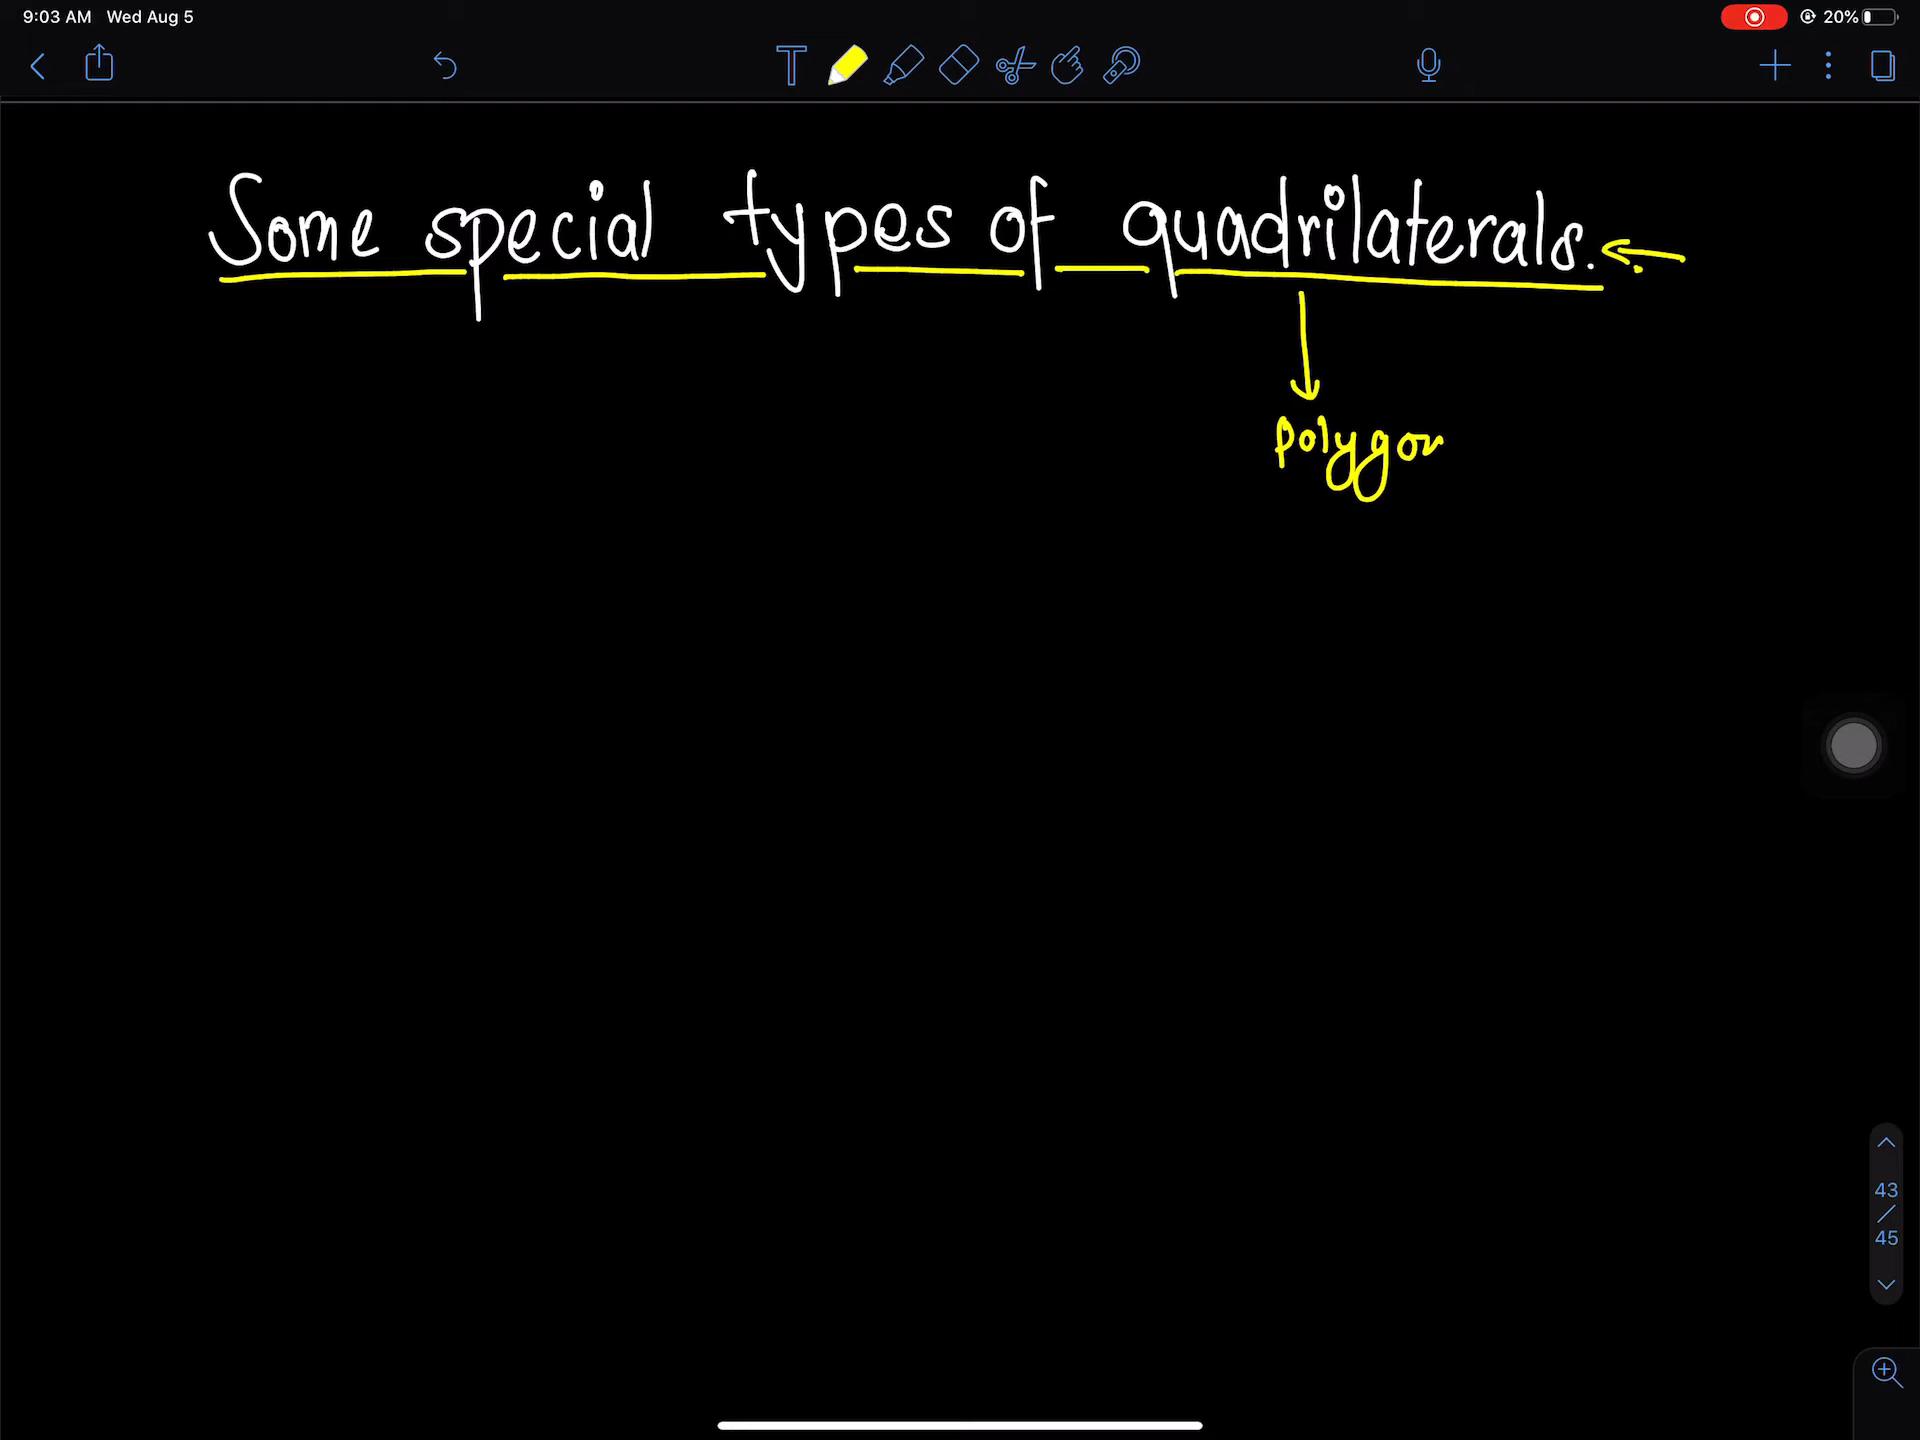 9:03 AM Wed Aug 5
20%
Some special types of quadrilaterals.
polygon
43
/
45